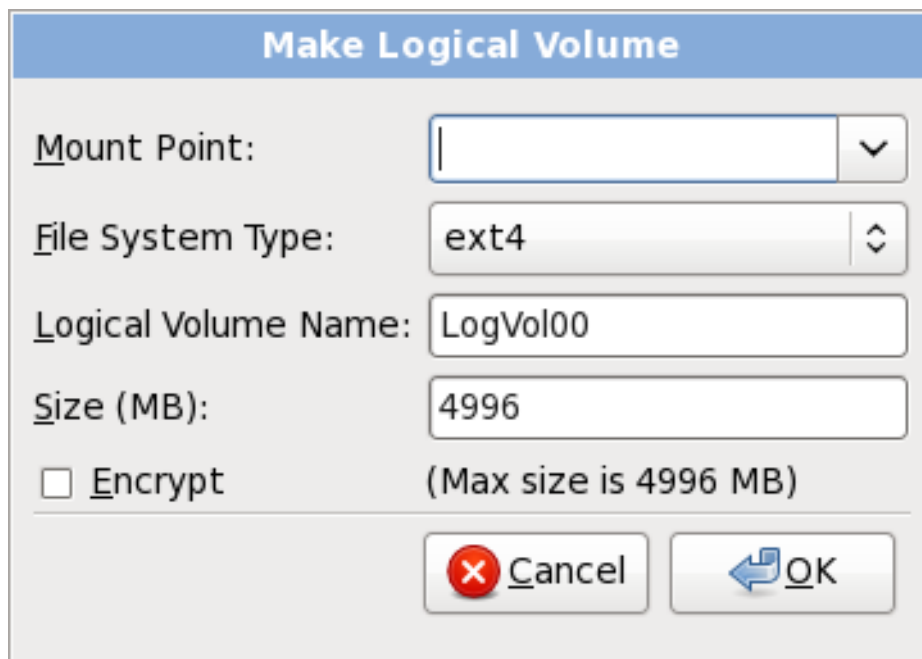 Make Logical Volume
Mount Point:
File System Type: ext4
Logical Volume Name: LogVol00
Size (MB): 4996
Encrypt (Max size is 4996 MB)
Cancel OK